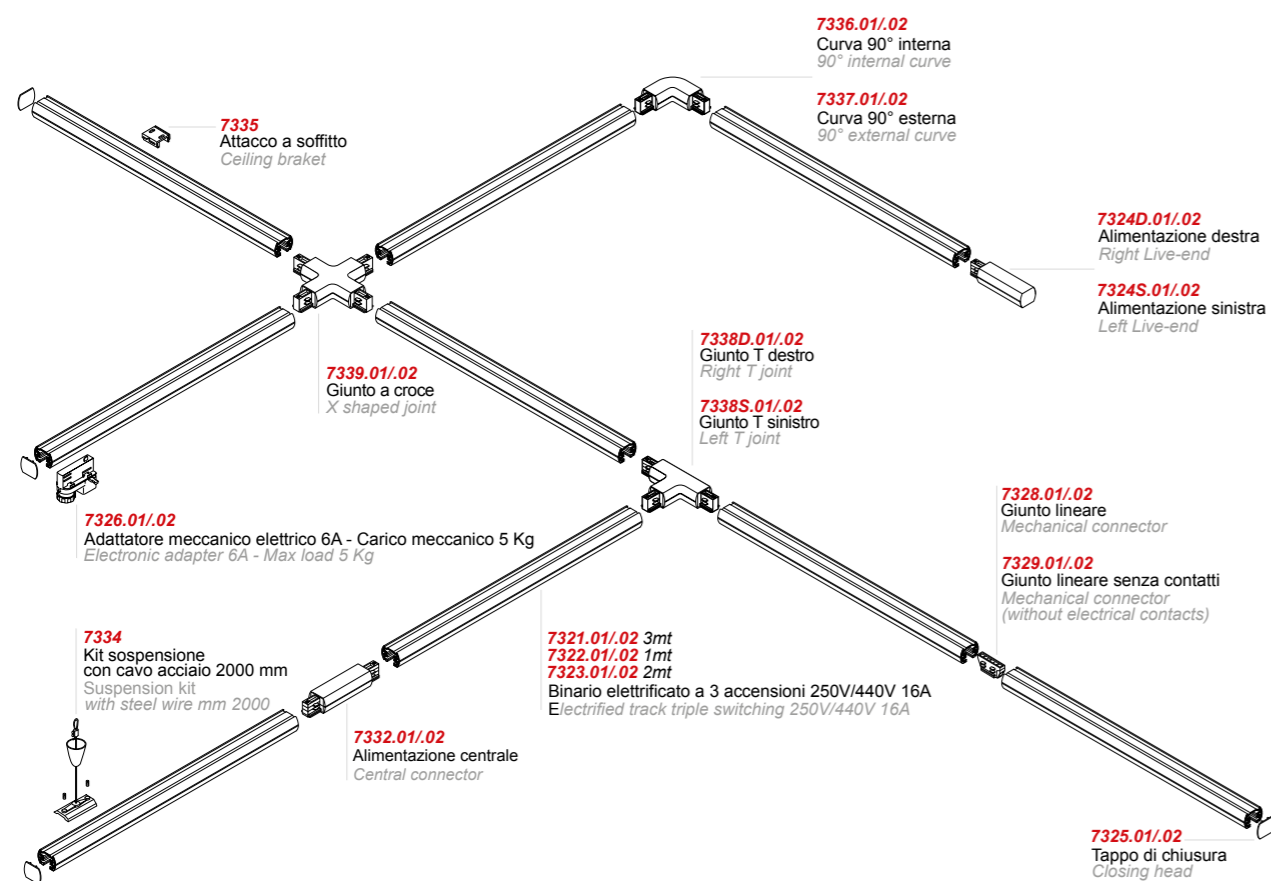 7336.01/.02
Curva 90° interna
90° internal curve
7337.01/.02
Curva 90° esterna
90° external curve
7335
Attacco a soffitto
Ceiling braket
7324D.01/.02
Alimentazione destra
Right Live-end
7324S.01/.02
Alimentazione sinistra
Left Live-end
7338D.01/.02
Giunto T destro
Right T joint
7338S.01/.02
Giunto T sinistro
Left T joint
7339.01/.02
Giunto a croce
X shaped joint
7328.01/.02
Giunto lineare
Mechanical connector
7329.01/.02
Giunto lineare senza contatti
Mechanical connector
(without electrical contacts)
7326.01/.02
Adattatore meccanico elettrico 6A - Carico meccanico 5 Kg
Electronic adapter 6A - Max load 5 Kg
7334
Kit sospensione
con cavo acciaio 2000 mm
Suspension kit
with steel wire mm 2000
7321.01/.02 3mt
7322.01/.02 1mt
7323.01/.02 2mt
Binario elettrificato a 3 accensioni 250V/440V 16A
Electrified track triple switching 250V/440V 16A
7332.01/.02
Alimentazione centrale
Central connector
7325.01/.02
Tappo di chiusura
Closing head